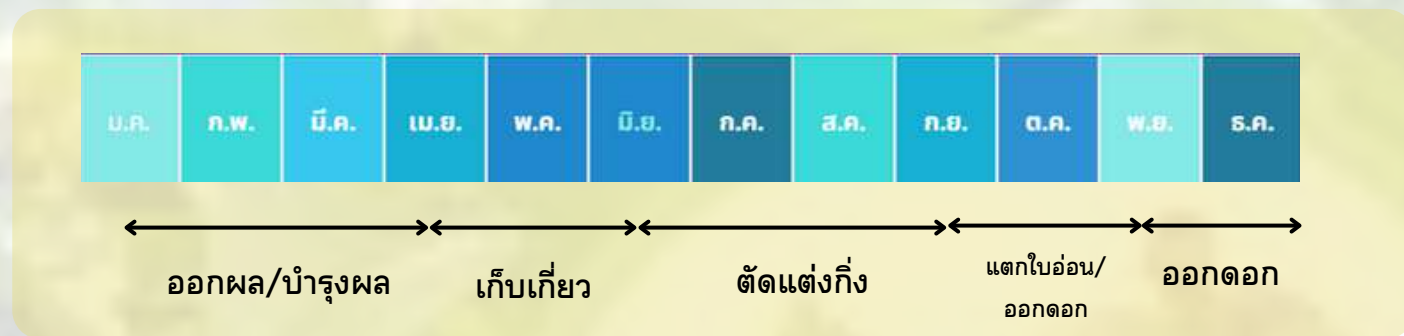 ม.ค. ก.พ. มี.ค. เม.ย. พ.ค. มิ.ย. ก.ค. ส.ค. ก.ย. ต.ค. พ.ย. ธ.ค.
ออกผล/บำรุงผล
เก็บเกี่ยว
ตัดแต่งกิ่ง
แตกใบอ่อน/
ออกดอก
ออกดอก